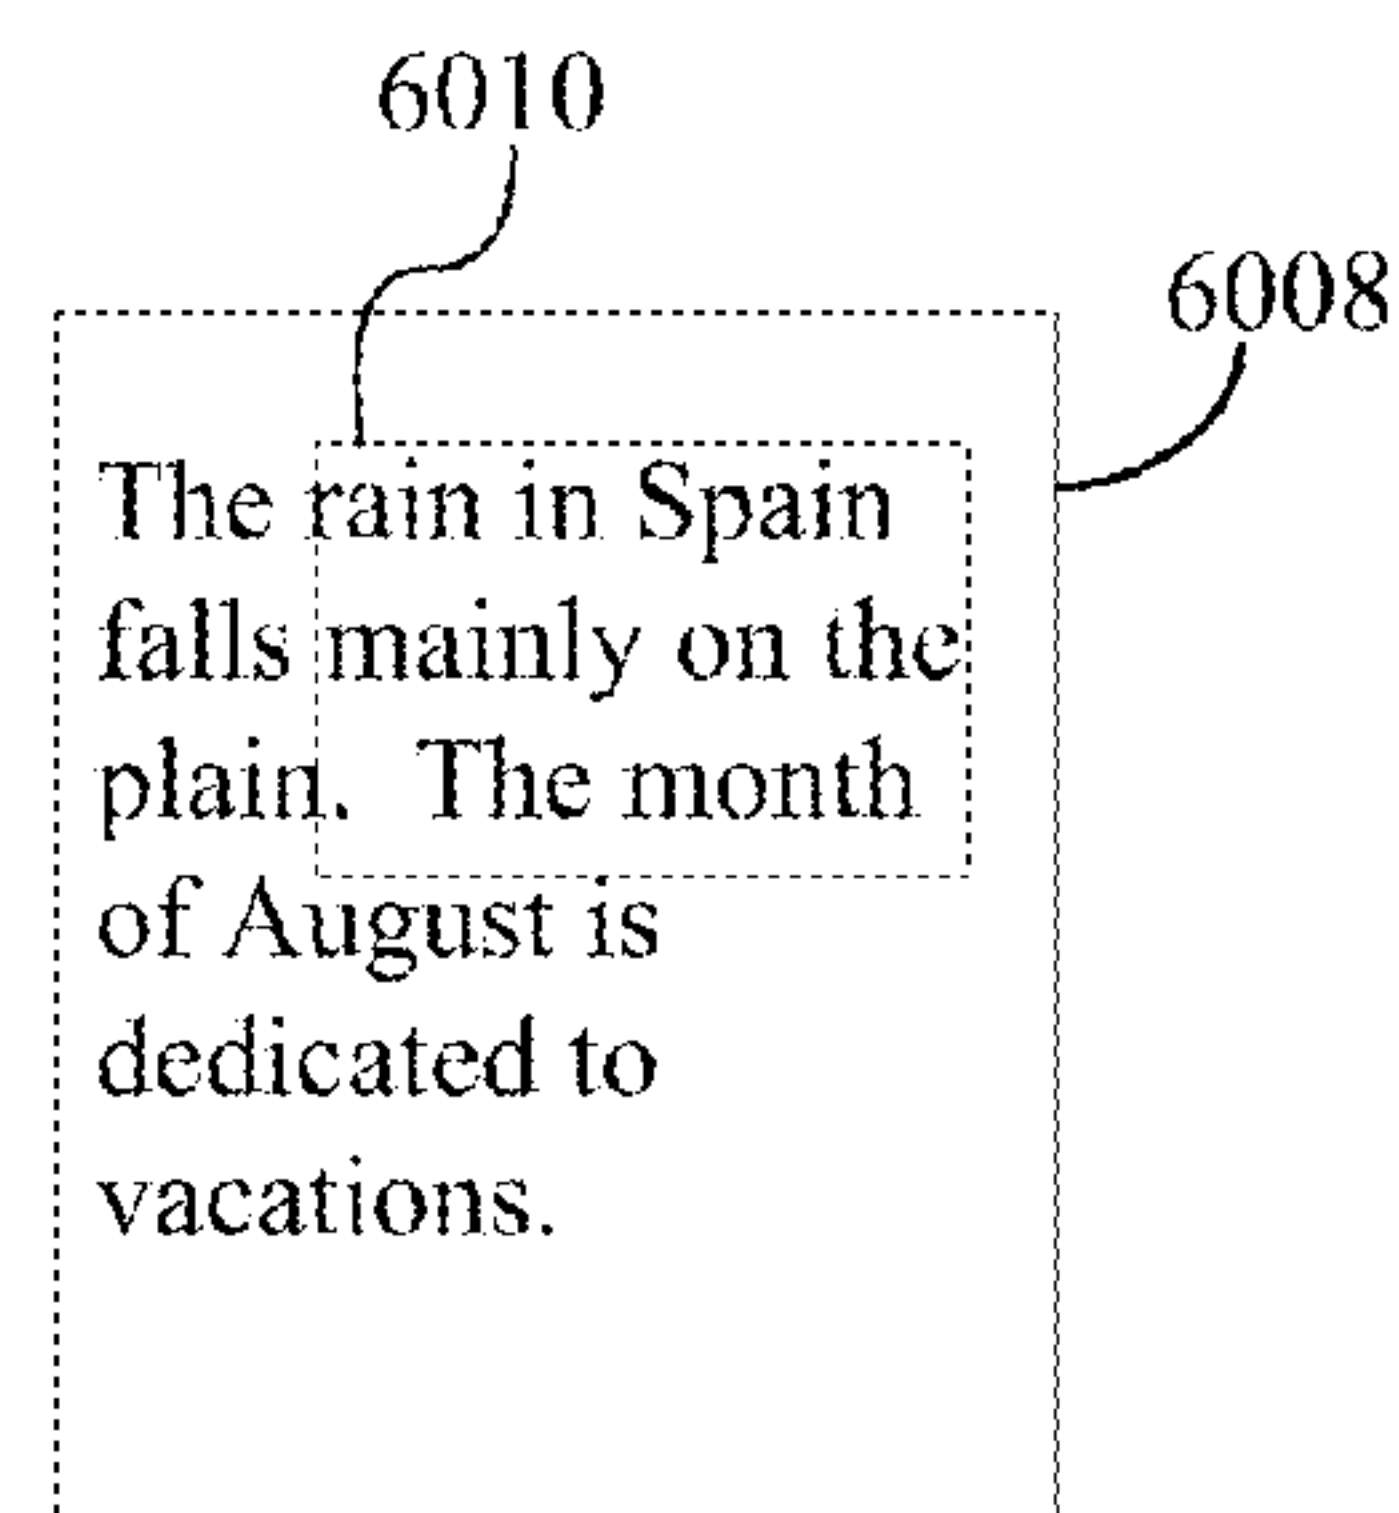 6010
6008
The rain in Spain
falls mainly on the
plain.  The month
of August is
dedicated to
vacations.